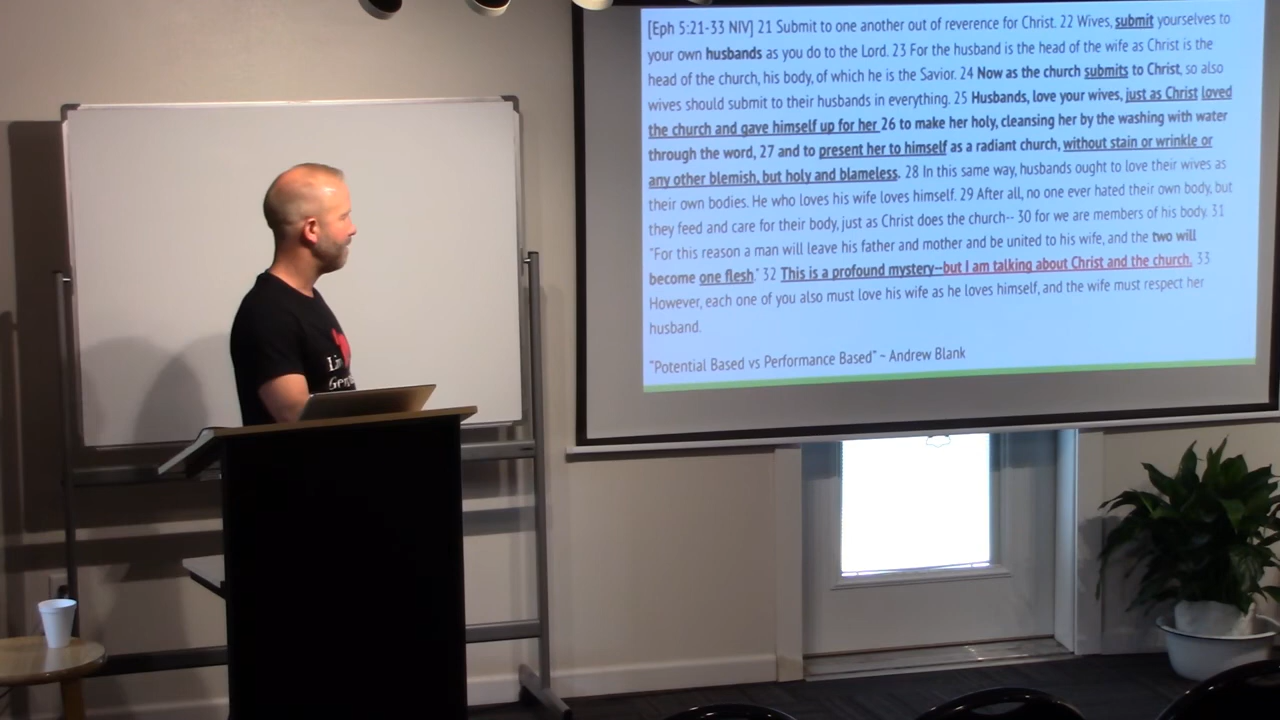 [Eph 5:21-33 NIV] 21 Submit to one another out of reverence for Christ. 22 Wives, submit yourselves to
your own husbands as you do to the Lord. 23 For the husband is the head of the wife as Christ is the
head of the church, his body, of which he is the Savior. 24 Now as the church submits to Christ, so also
wives should submit to their husbands in everything. 25 Husbands, love your wives, just as Christ loved
the church and gave himself up for her 26 to make her holy, cleansing her by the washing with water
through the word, 27 and to present her to himself as a radiant church, without stain or wrinkle or
any other blemish, but holy and blameless. 28 In this same way, husbands ought to love their wives as
their own bodies. He who loves his wife loves himself. 29 After all, no one ever hated their own body, but
they feed and care for their body, just as Christ does the church-- 30 for we are members of his body. 31
"For this reason a man will leave his father and mother and be united to his wife, and the two will
become one flesh." 32 This is a profound mystery--but I am talking about Christ and the church. 33
However, each one of you also must love his wife as he loves himself, and the wife must respect her
husband.
"Potential Based vs Performance Based" ~ Andrew Blank